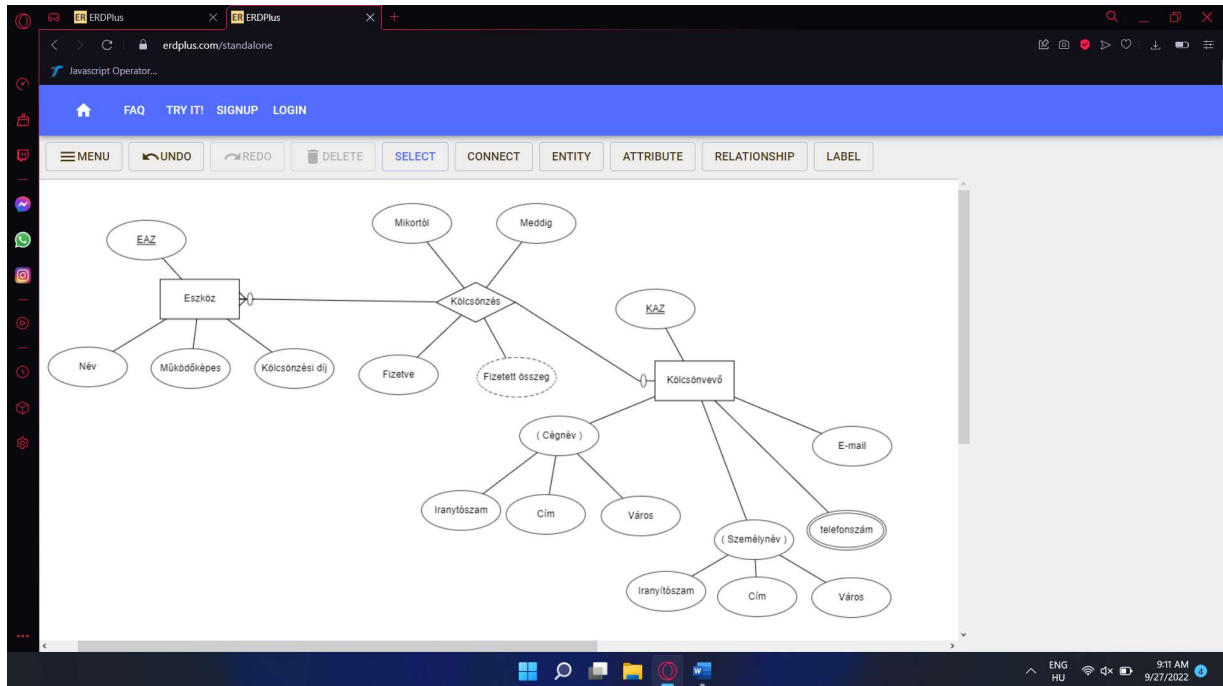 ERDPlus
ERDPlus
erdplus.com/standalone
Javascript Operator...
FAQ TRY IT! SIGNUP LOGIN
MENU UNDO REDO DELETE SELECT CONNECT ENTITY ATTRIBUTE RELATIONSHIP LABEL
Mikortól
Meddig
EAZ
Eszköz
Kölcsönzés
KAZ
Név
Működőképes
Kölcsönzési díj
Fizetve
Fizetett összeg
Kölcsönvevő
( Cégnév )
E-mail
Iranytószam
Cím
Város
telefonszám
( Személynév )
Iranyítószam
Cím
Város
ENG
HU
9:11 AM
9/27/2022
4